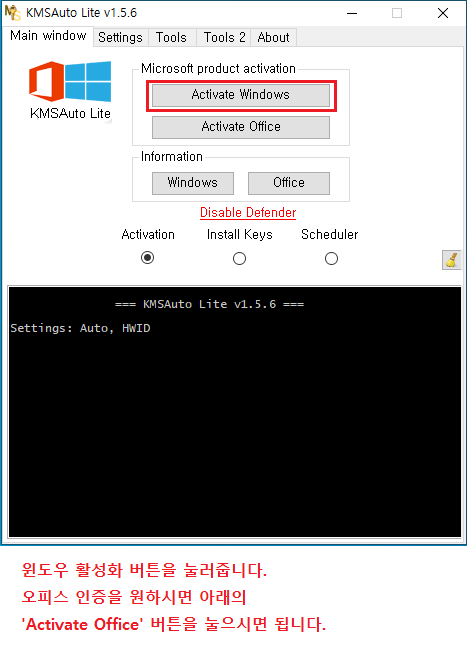 KMSAuto Lite v1.5.6
Main window Settings Tools Tools 2 About
Microsoft product activation
Activate Windows
KMSAuto Lite
Activate Office
Information
Windows Office
Disable Defender
Activation Install Keys Scheduler
=== KMSAuto Lite v1.5.6 ===
Settings: Auto, HWID
윈도우 활성화 버튼을 눌러줍니다.
오피스 인증을 원하시면 아래의
'Activate Office' 버튼을 눌으시면 됩니다.